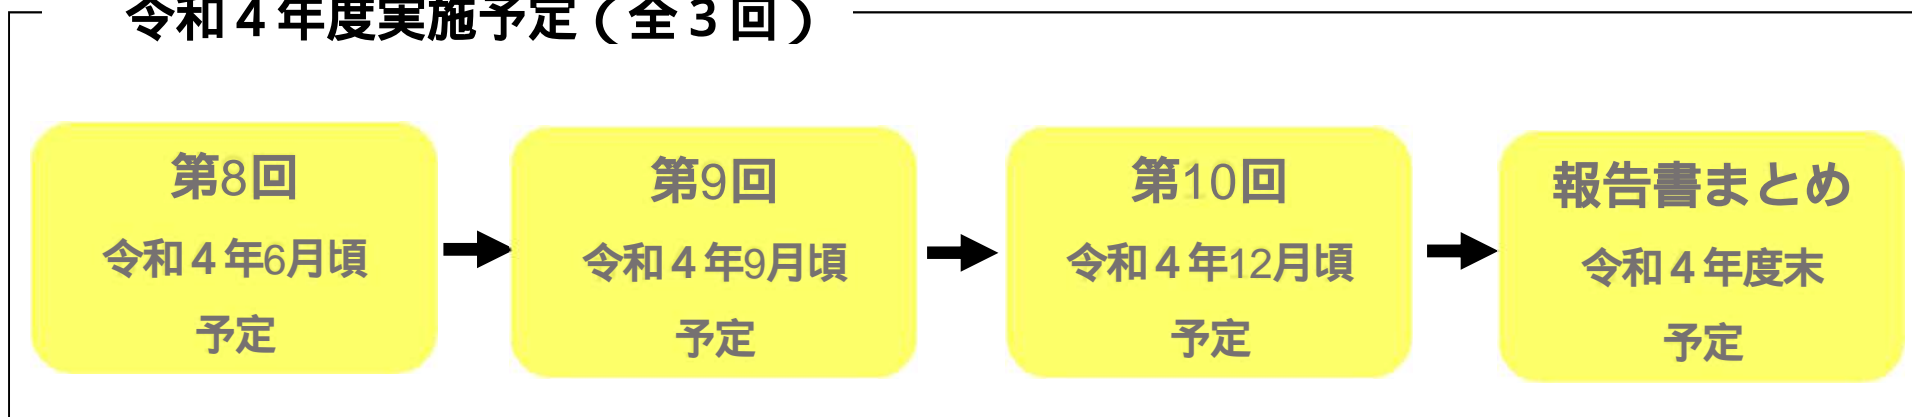 令和４年度実施予定（全３回）
第8回
令和４年6月頃
予定
第9回
令和４年9月頃
予定
第10回
令和４年12月頃
予定
報告書まとめ
令和４年度末
予定